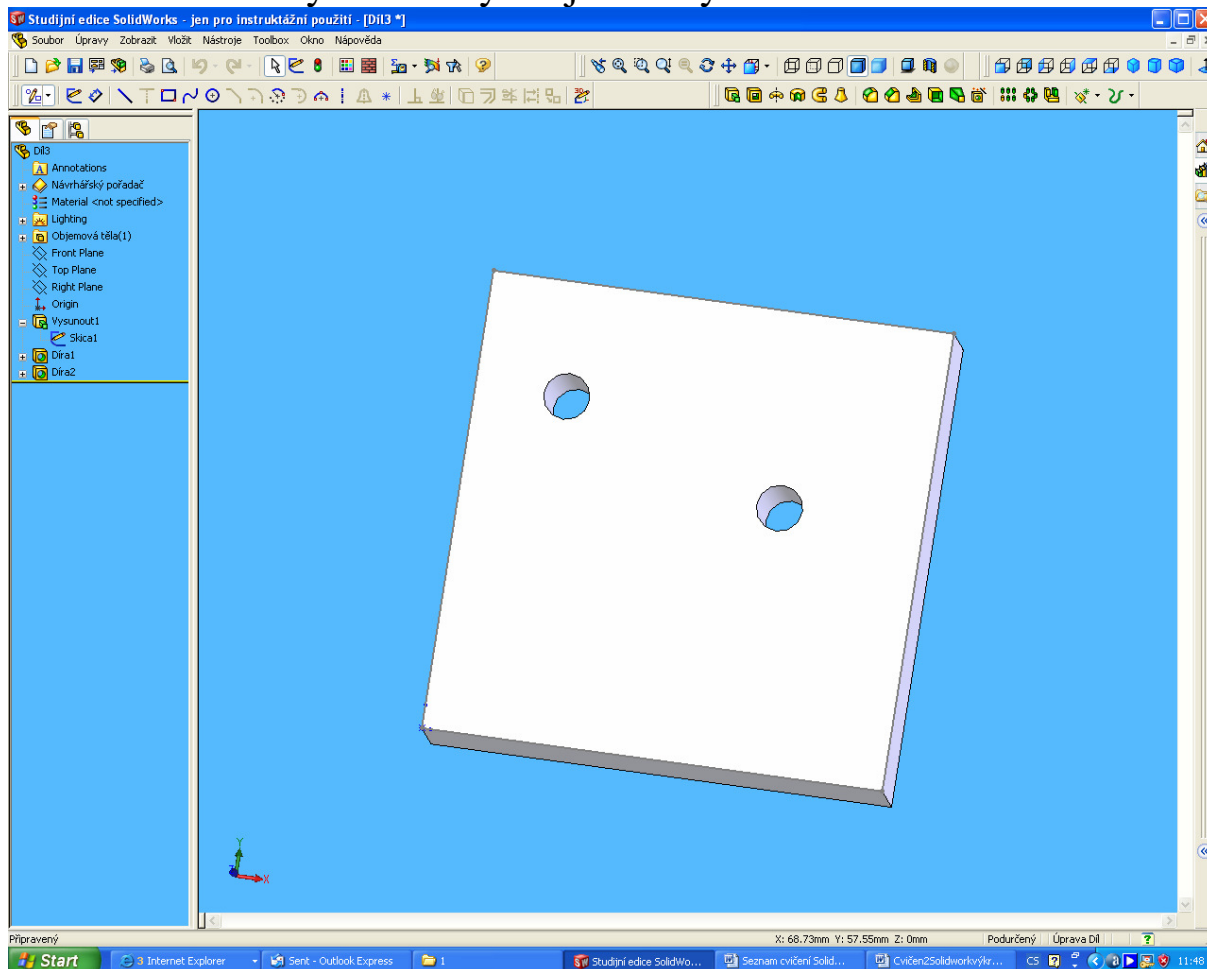 Studijní edice SolidWorks - jen pro instruktážní použití - [Díl3 *]
Soubor Úpravy Zobrazit Vložit Nástroje Toolbox Okno Nápověda
Díl3
Annotations
Návrhářský pořadač
Material <not specified>
Lighting
Objemová těla(1)
Front Plane
Top Plane
Right Plane
Origin
Vysunout1
Skica1
Díra1
Díra2
Y
X
Připravený
X: 68.73mm Y: 57.55mm Z: 0mm
Podurčený
Úprava Díl
Start
3 Internet Explorer
Sent - Outlook Express
1
Studijní edice SolidWo...
Seznam cvičení Solid...
Cvičen2Solidworkvýkr...
CS
11:48